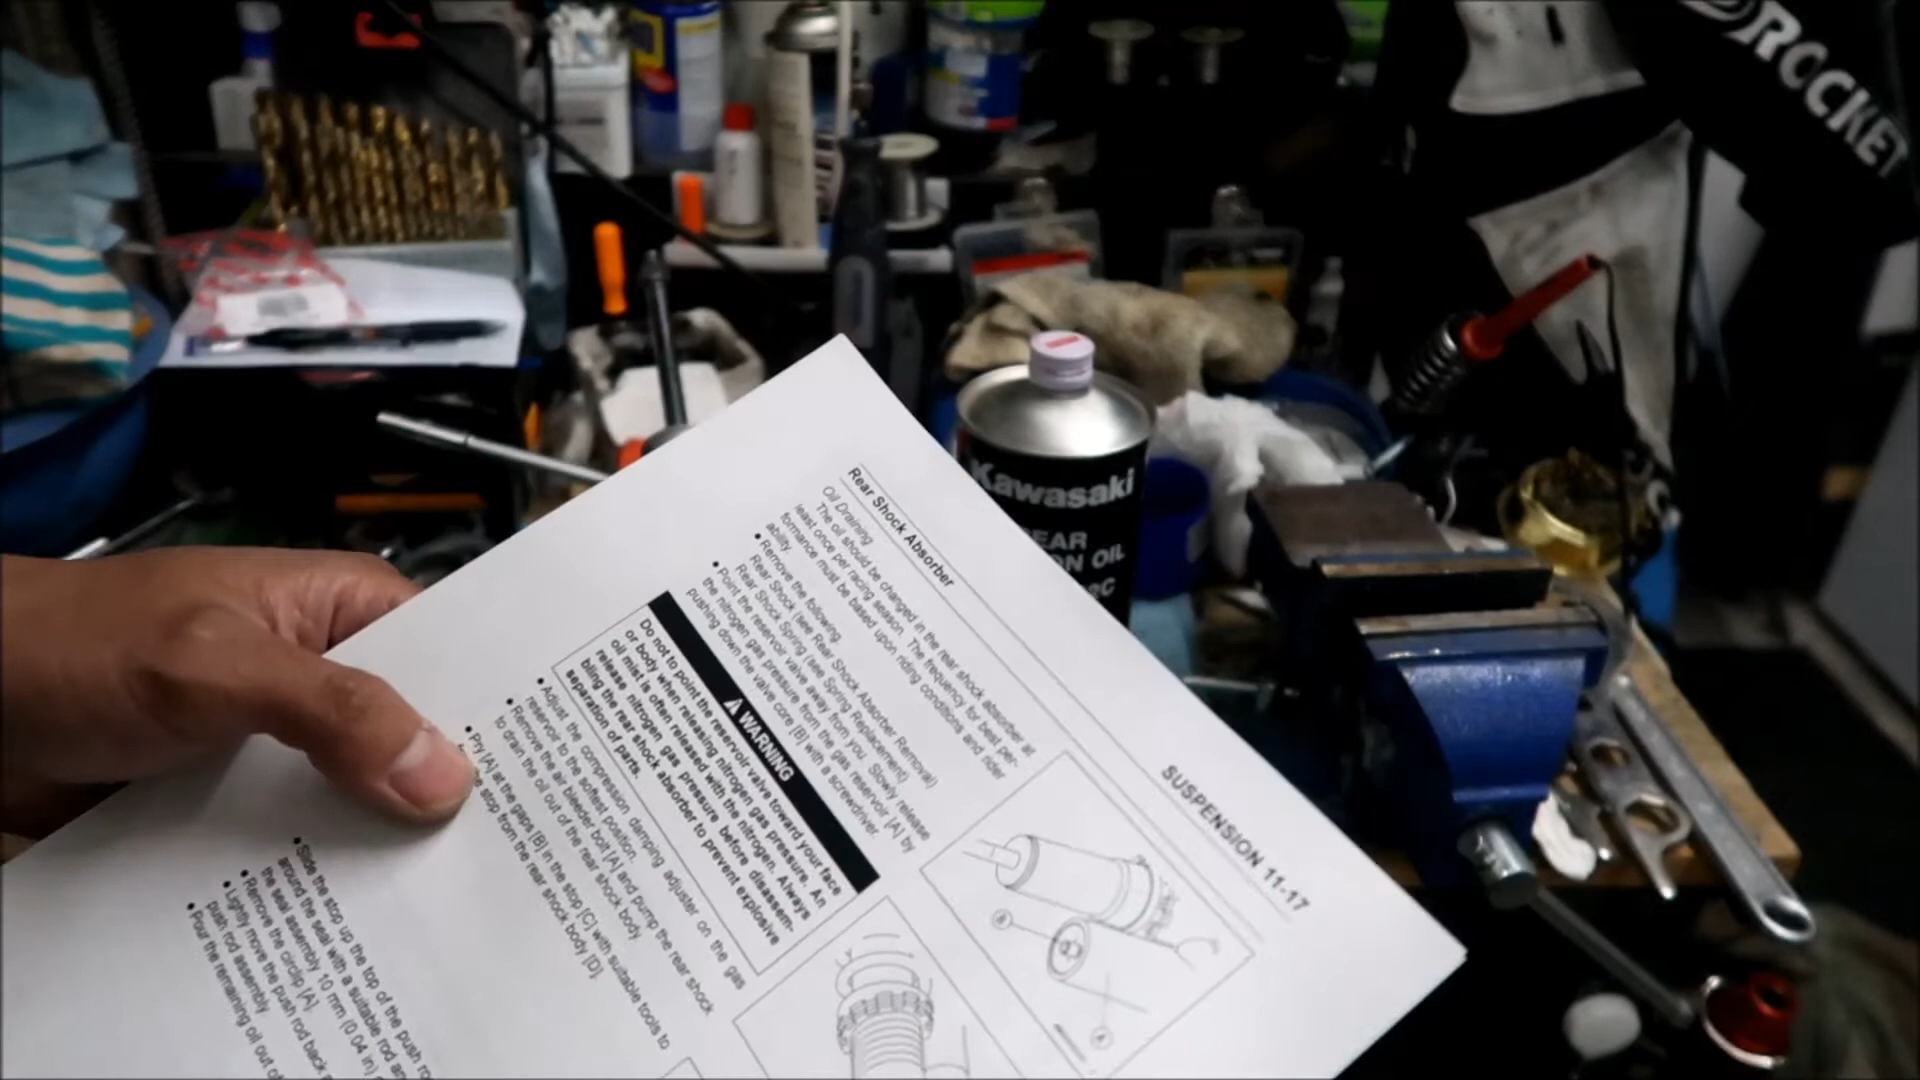 SUSPENSION 11-17
Rear Shock Absorber
Oil Draining
The oil should be changed in the rear shock absorber at
least once per racing season. The frequency for best per-
formance must be based upon riding conditions and rider
ability.
• Remove the following
Rear Shock (see Rear Shock Absorber Removal)
Rear Shock Spring (see Spring Replacement)
• Point the reservoir valve away from you. Slowly release
the nitrogen gas pressure from the gas reservoir [A] by
pushing down the valve core [B] with a screwdriver
WARNING
Do not to point the reservoir valve toward your face
or body when releasing nitrogen gas pressure. An
oil mist is often released with the nitrogen. Always
release nitrogen gas pressure before disassem-
bling the rear shock absorber to prevent explosive
separation of parts.
• Adjust the compression damping adjuster on the gas
reservoir to the softest position.
• Remove the air bleeder bolt [A] and pump the rear shock
to drain the oil out of the rear shock body.
• Pry [A] at the gaps [B] in the stop [C] with suitable tools to
stop from the rear shock body [D].
• Slide the stop up the top of the push
around the seal with a suitable rod
the seal assembly 10 mm (0.04 in)
• Remove the circlip [A].
• Lightly move the push rod back
push rod assembly
• Pour the remaining oil out
B
A
Kawasaki
OIL
ROCKET